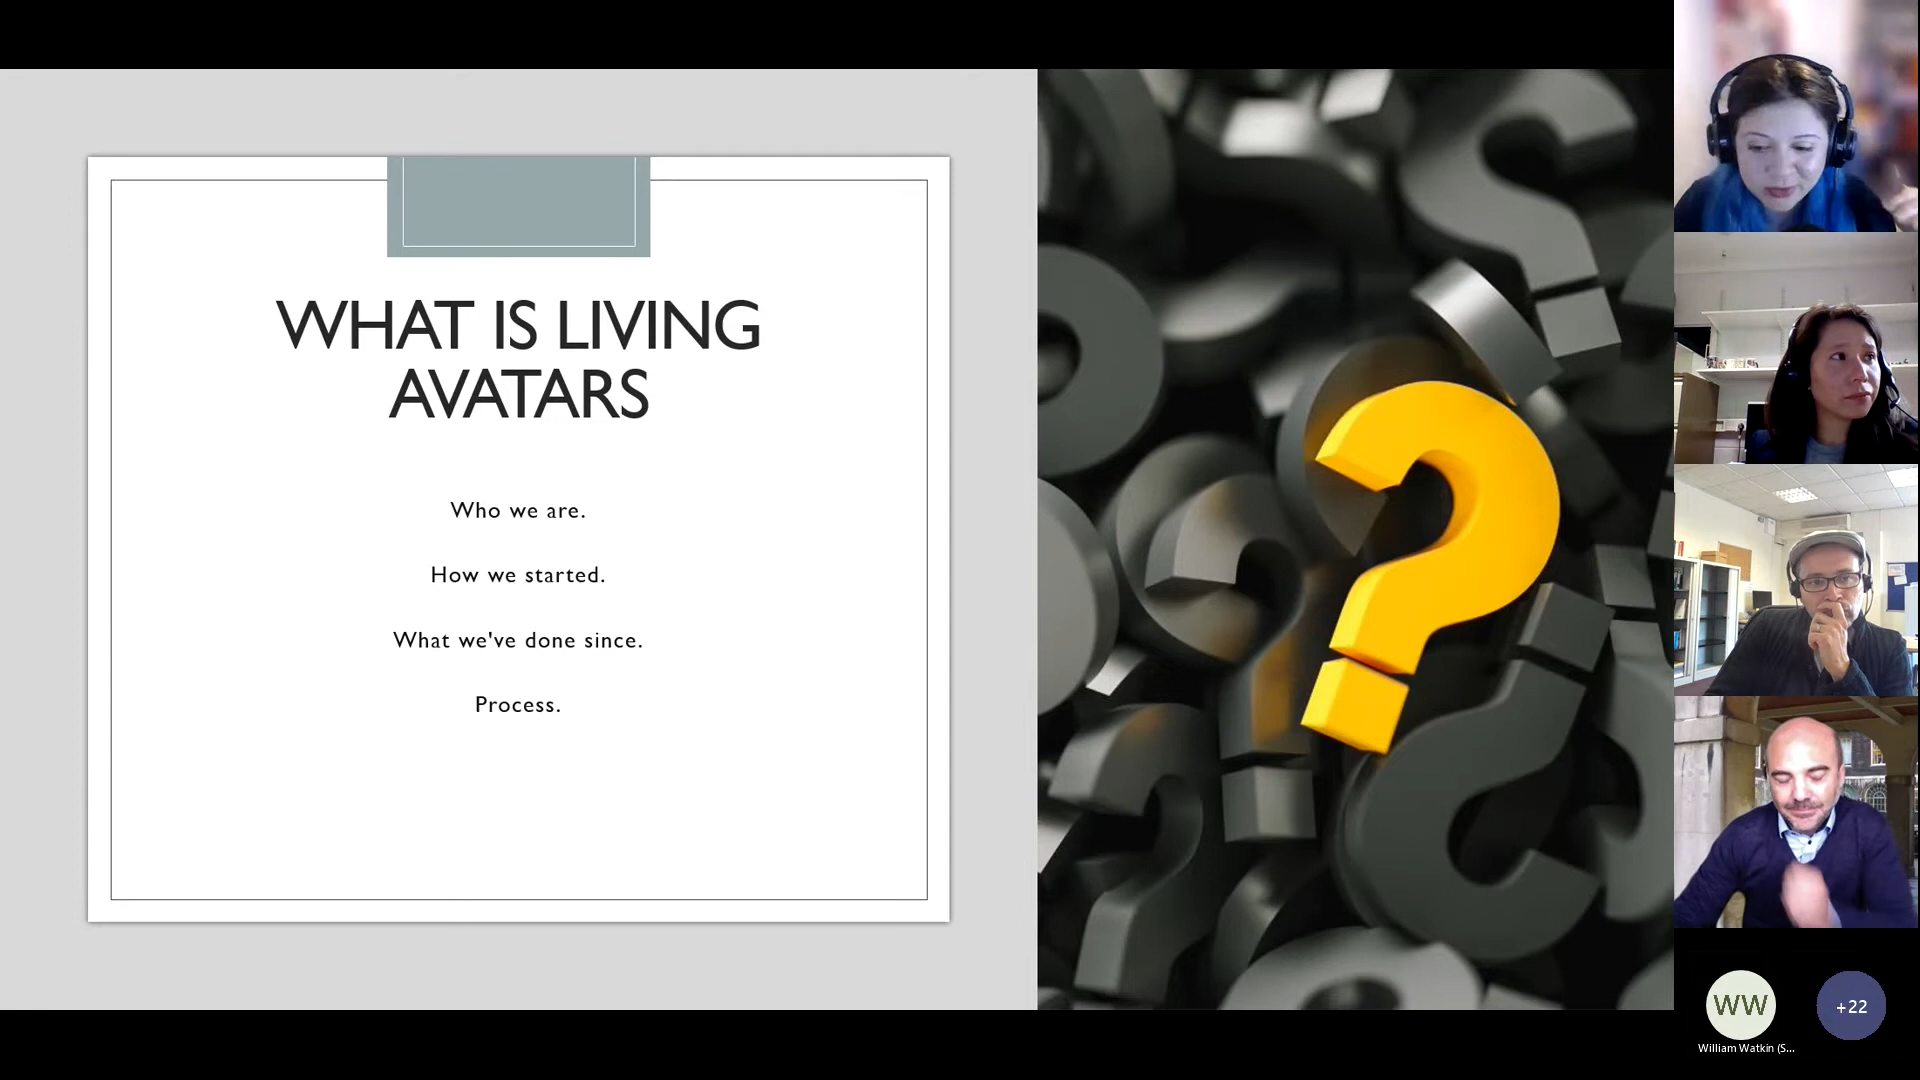 WHAT IS LIVING
AVATARS
Who we are.
How we started.
What we've done since.
Process.
WW
+22
William Watkin (S...